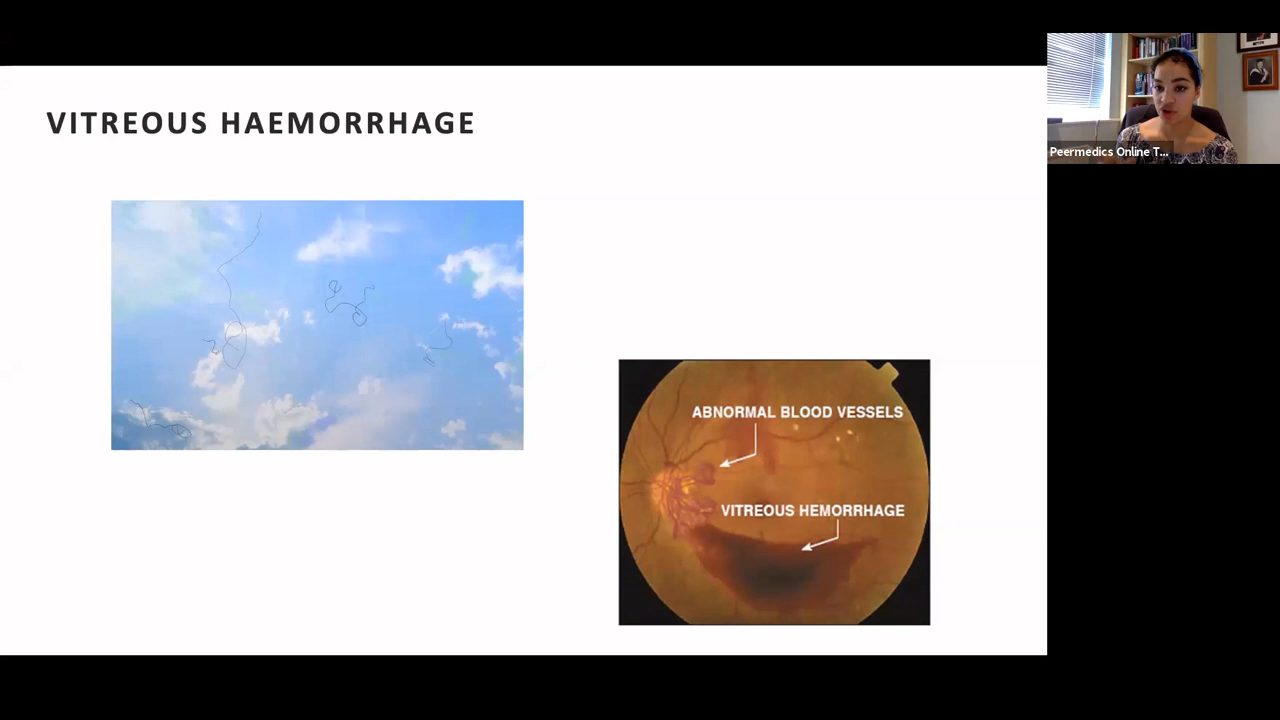 VITREOUS HAEMORRHAGE
Peermedics Online T...
ABNORMAL BLOOD VESSELS
VITREOUS HEMORRHAGE